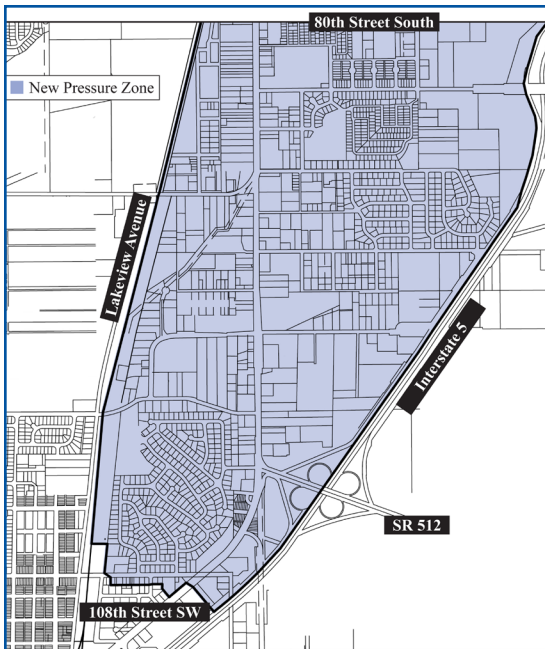 80th Street South
New Pressure Zone
Lakeview Avenue
Interstate 5
SR 512
108th Street SW